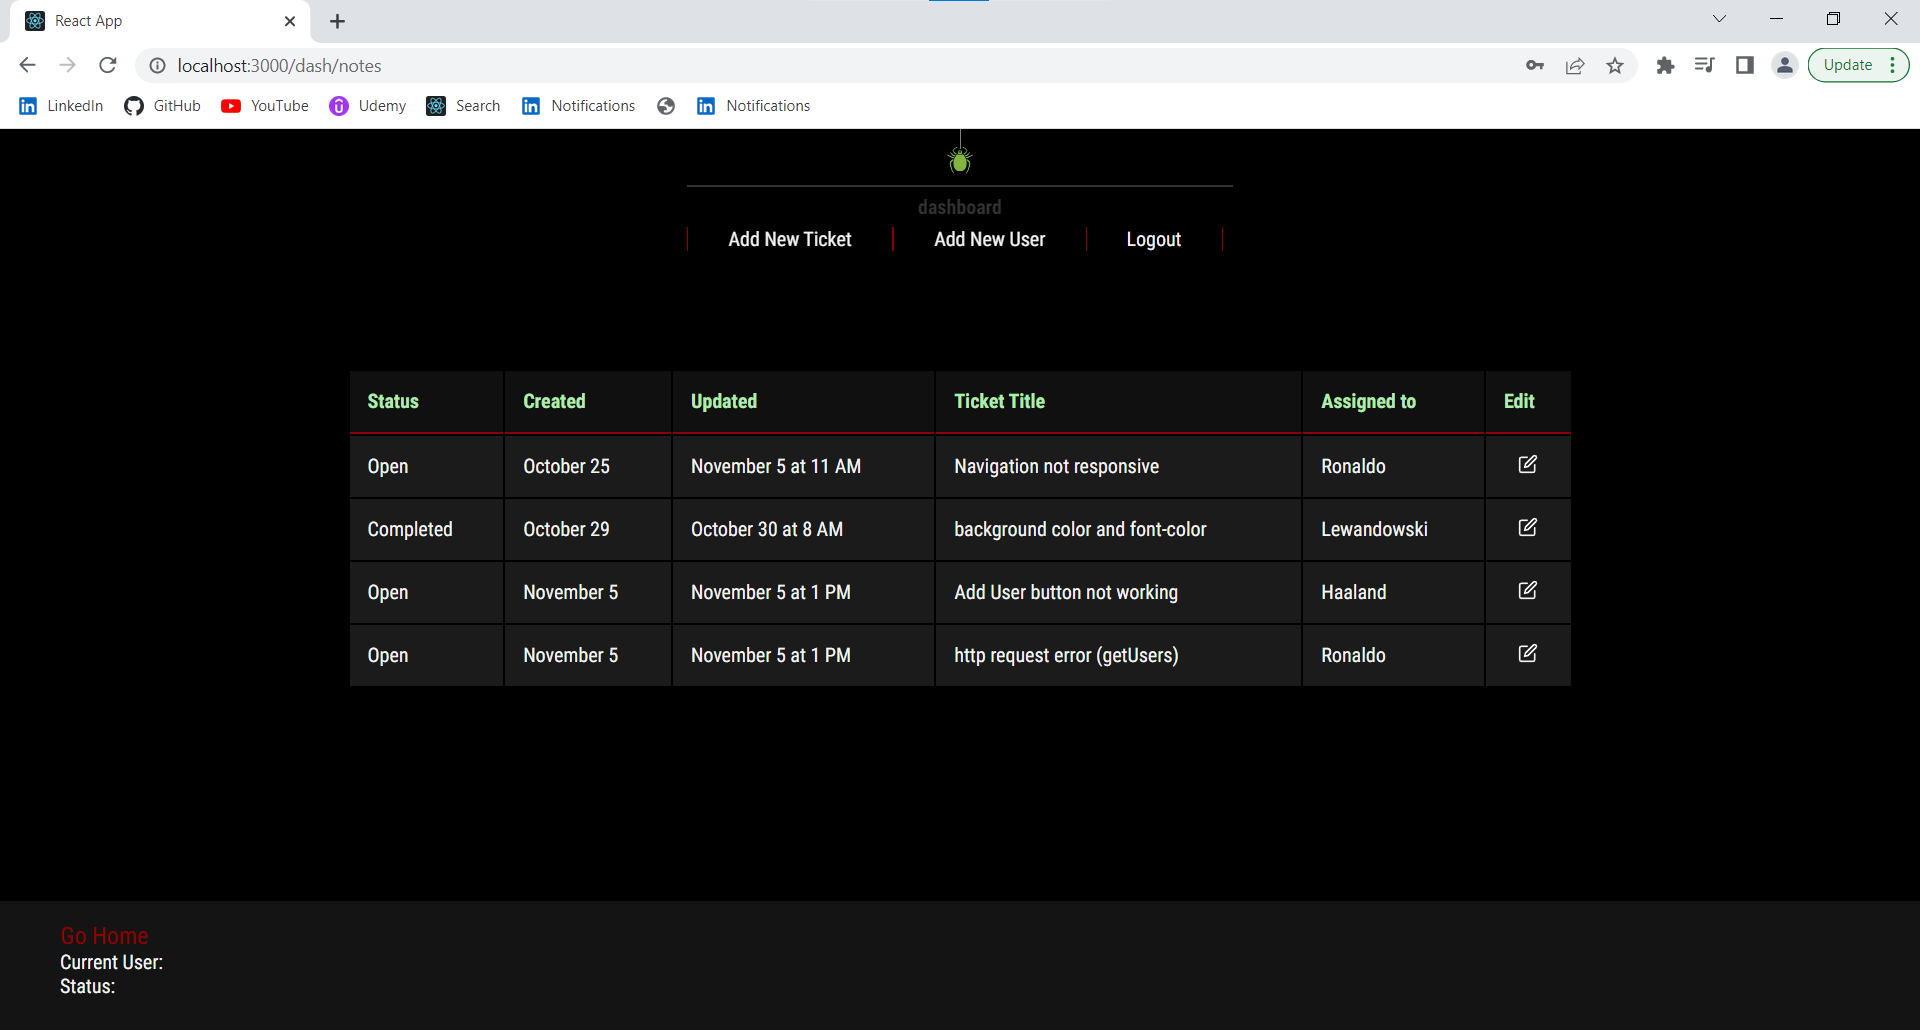 React App
localhost:3000/dash/notes
Update
LinkedIn GitHub YouTube Udemy Search Notifications Notifications
dashboard
Add New Ticket Add New User Logout
Status Created Updated Ticket Title Assigned to Edit
Open October 25 November 5 at 11 AM Navigation not responsive Ronaldo
Completed October 29 October 30 at 8 AM background color and font-color Lewandowski
Open November 5 November 5 at 1 PM Add User button not working Haaland
Open November 5 November 5 at 1 PM http request error (getUsers) Ronaldo
Go Home
Current User:
Status: